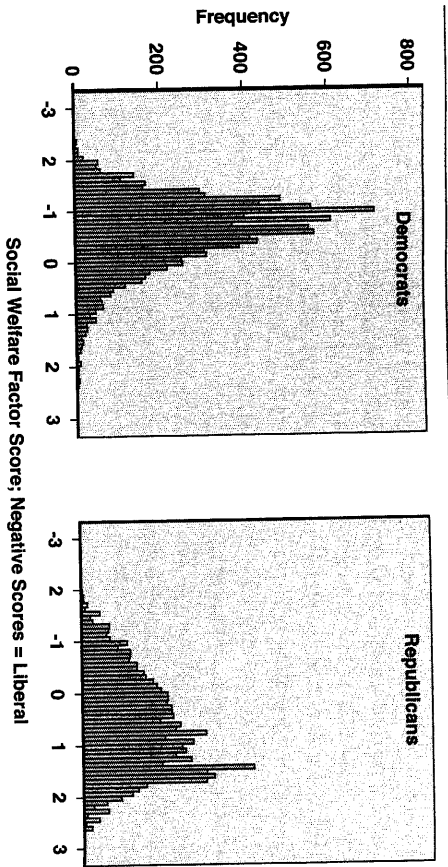 Democrats
Republicans
Frequency
800
600
400
200
0
-3 2 -1 0 1 2 3
-3 2 -1 0 1 2 3
Social Welfare Factor Score; Negative Scores = Liberal